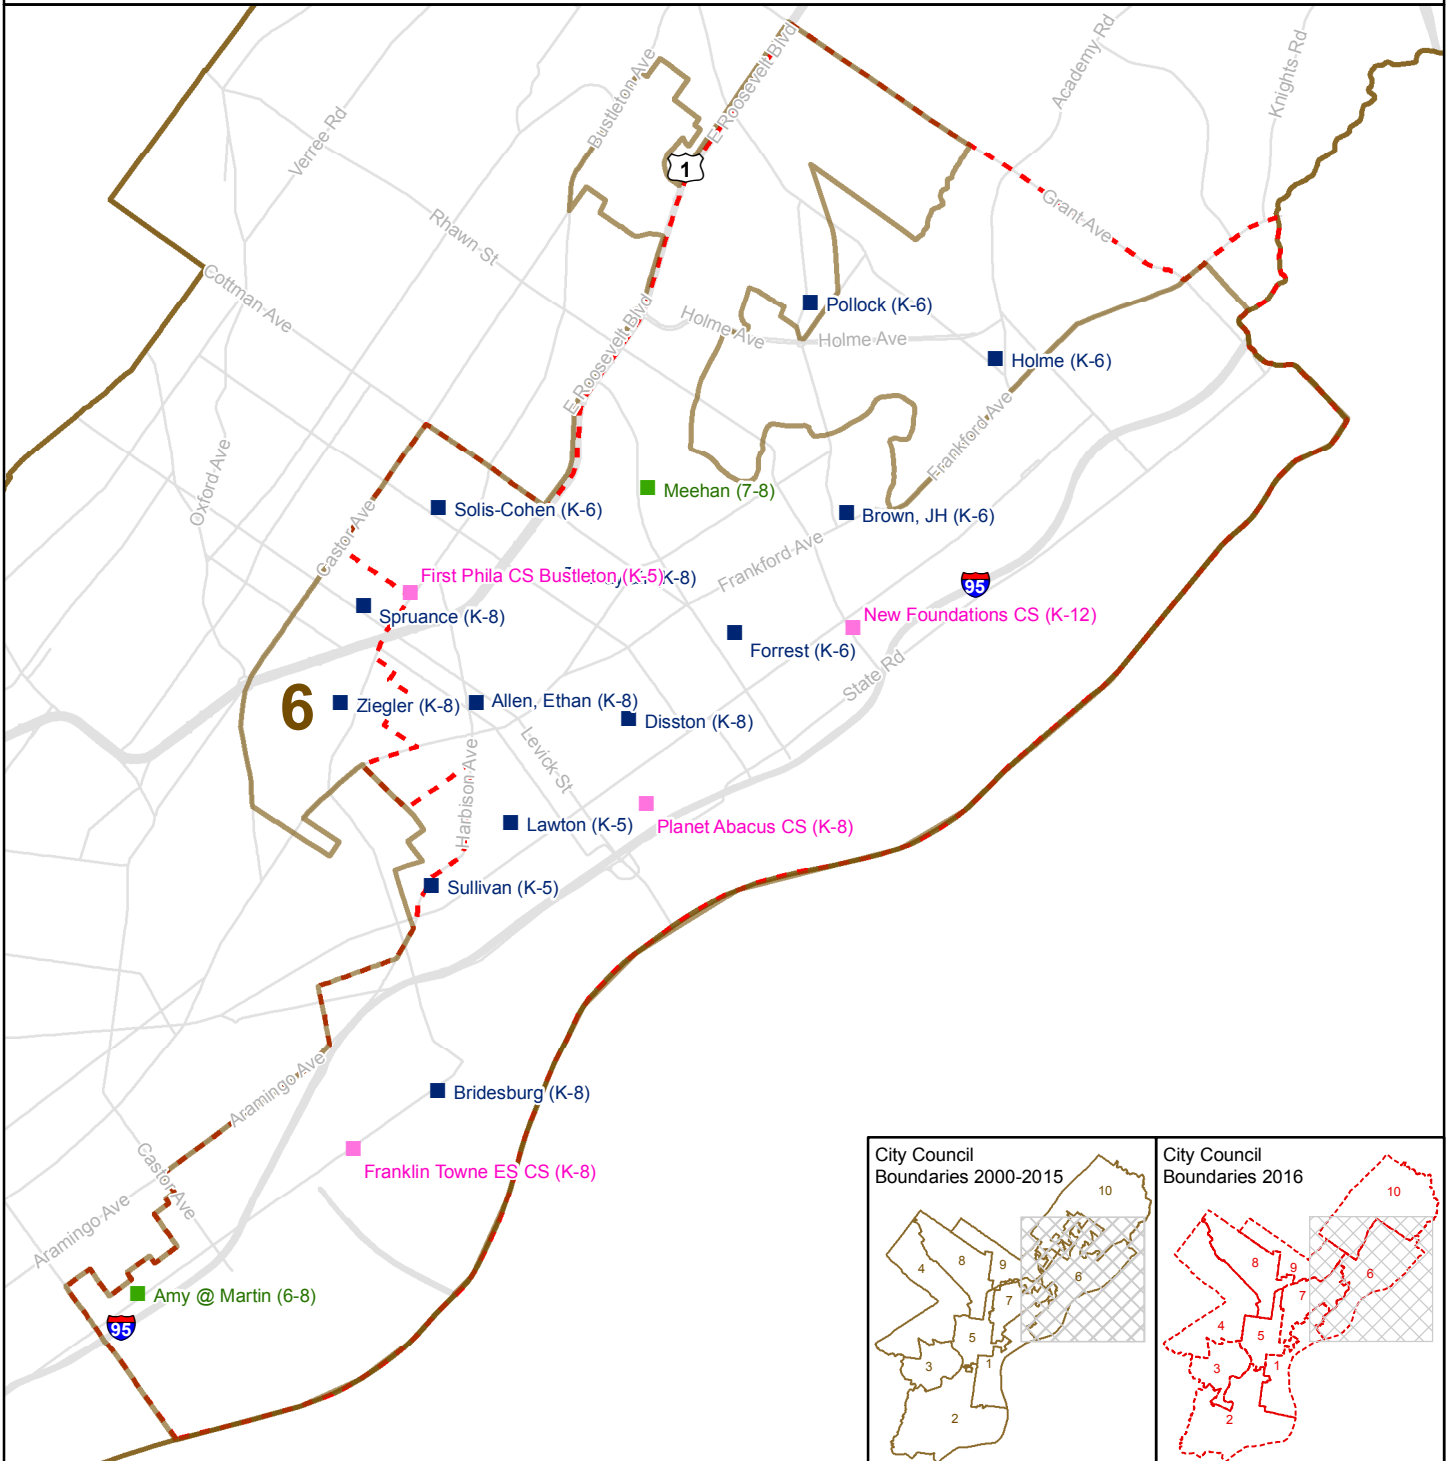 E Roosevelt Blvd
Academy Rd
Knights Rd
Bustleton Ave
Verree Rd
1
Grant Ave
Rhawn St
Cottman Ave
Pollock (K-6)
Holme Ave
Holme Ave
E Roosevelt Blvd
Holme (K-6)
Frankford Ave
Oxford Ave
Meehan (7-8)
Solis-Cohen (K-6)
Brown, JH (K-6)
Castor Ave
Frankford Ave
First Phila CS Bustleton (K-5)
K-8)
95
Spruance (K-8)
New Foundations CS (K-12)
Forrest (K-6)
State Rd
6
Ziegler (K-8)
Allen, Ethan (K-8)
Disston (K-8)
Levick St
Harbison Ave
Lawton (K-5)
Planet Abacus CS (K-8)
Sullivan (K-5)
Aramingo Ave
Bridesburg (K-8)
Castor Ave
Franklin Towne ES CS (K-8)
Aramingo Ave
Amy @ Martin (6-8)
95
City Council
Boundaries 2000-2015
10
8
9
4
6
7
5
3
1
2
City Council
Boundaries 2016
10
8
9
6
7
4
5
3
1
2